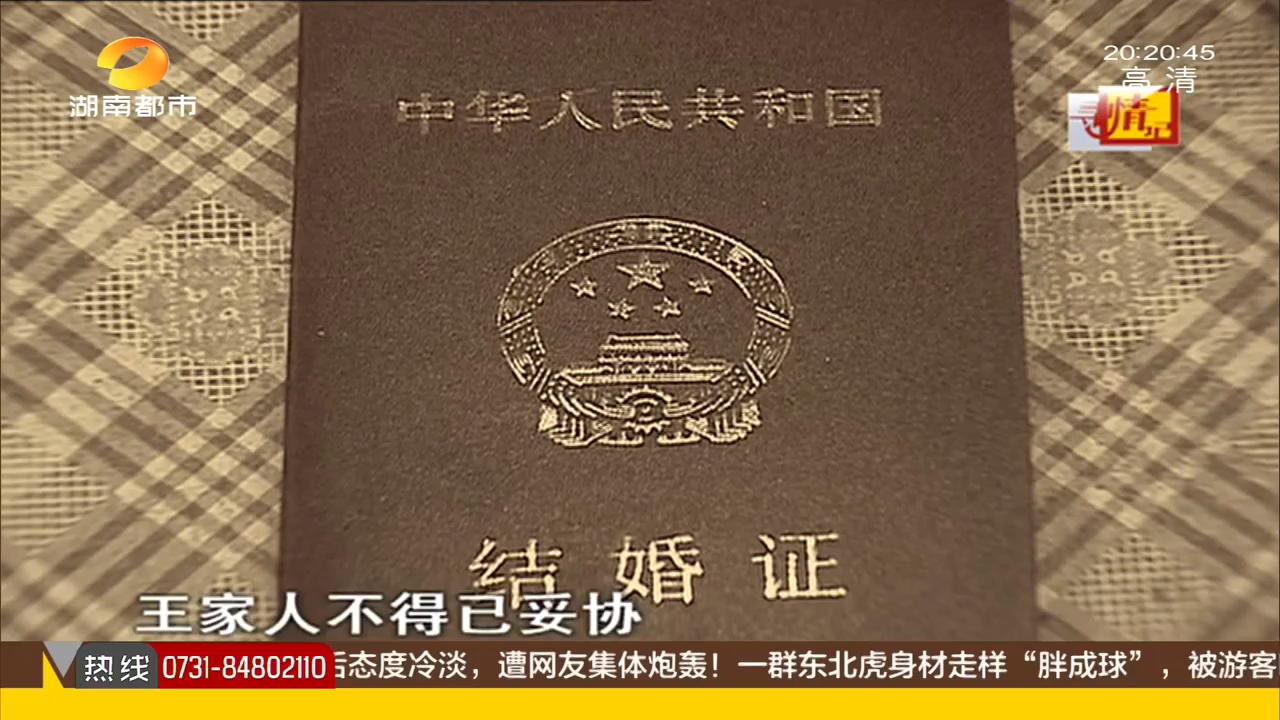 湖南都市
20:20:45
高清
情
中华人民共和国
结婚证
王家人不得已妥协
热线
0731-84802110
态度冷淡，遭网友集体炮轰！一群东北虎身材走样“胖成球”，被游客